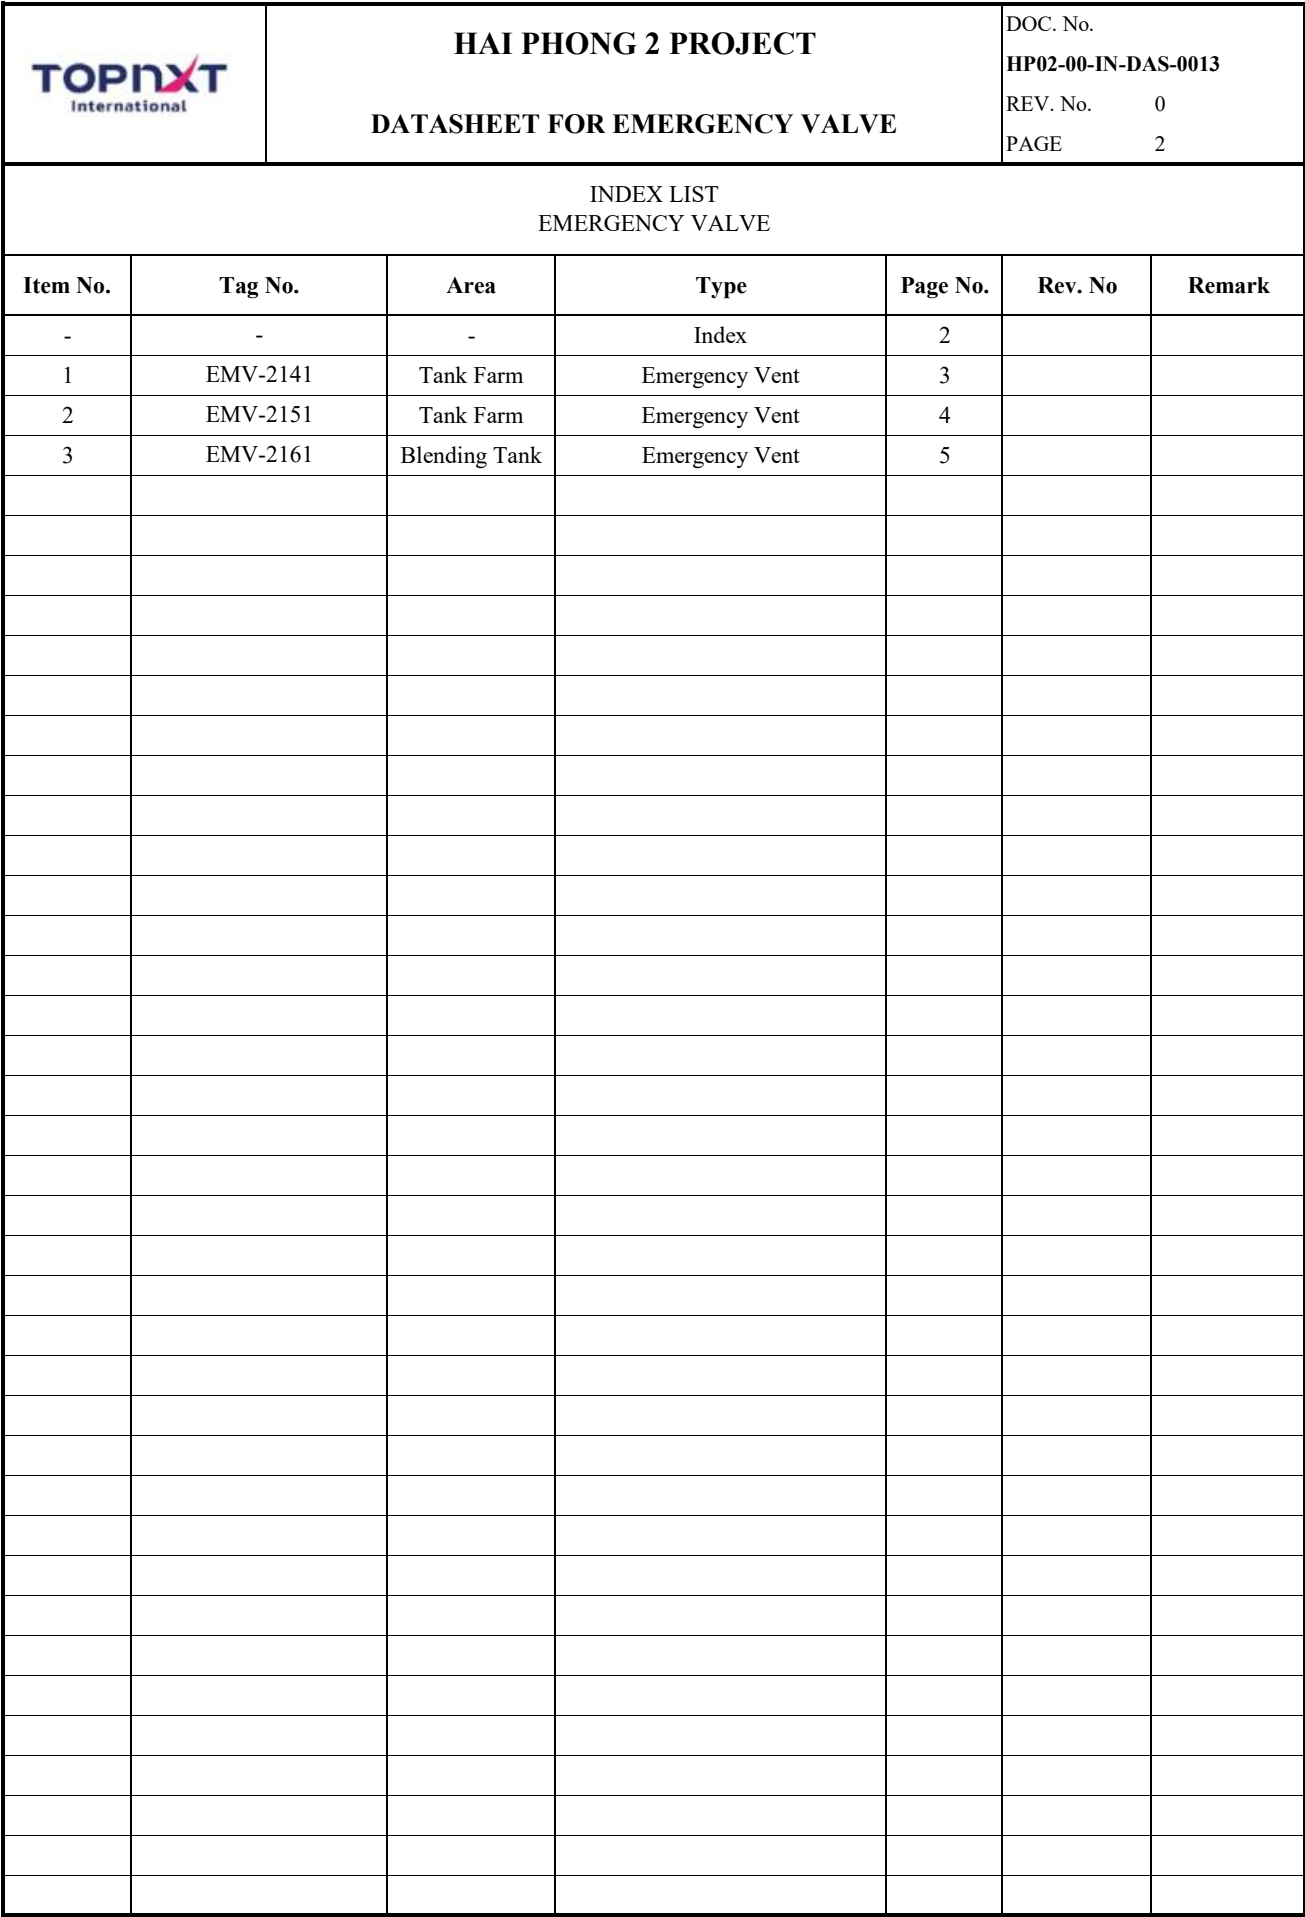 TOPNXT
International
HAI PHONG 2 PROJECT
DATASHEET FOR EMERGENCY VALVE
DOC. No.
HP02-00-IN-DAS-0013
REV. No. 0
PAGE 2
INDEX LIST
EMERGENCY VALVE
Item No. Tag No. Area Type Page No. Rev. No Remark
- - - Index 2
1 EMV-2141 Tank Farm Emergency Vent 3
2 EMV-2151 Tank Farm Emergency Vent 4
3 EMV-2161 Blending Tank Emergency Vent 5